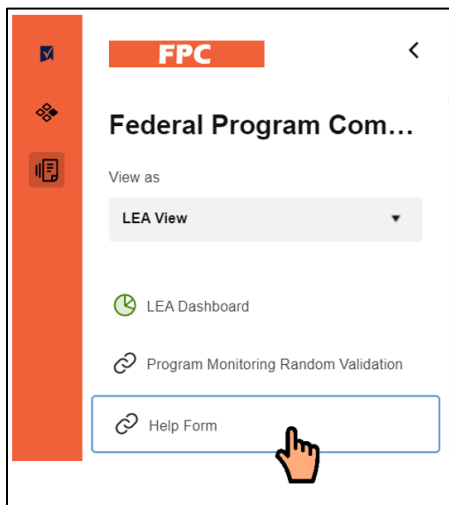 FPC
Federal Program Com...
View as
LEA View
LEA Dashboard
Program Monitoring Random Validation
Help Form